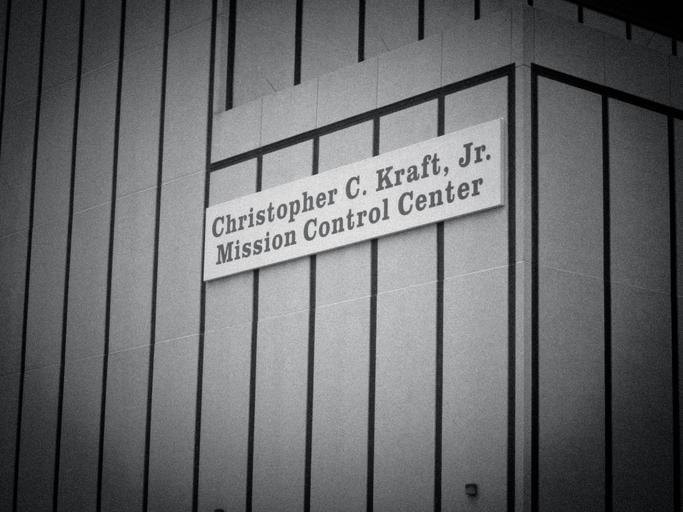 Christopher C. Kraft, Jr.
Mission Control Center